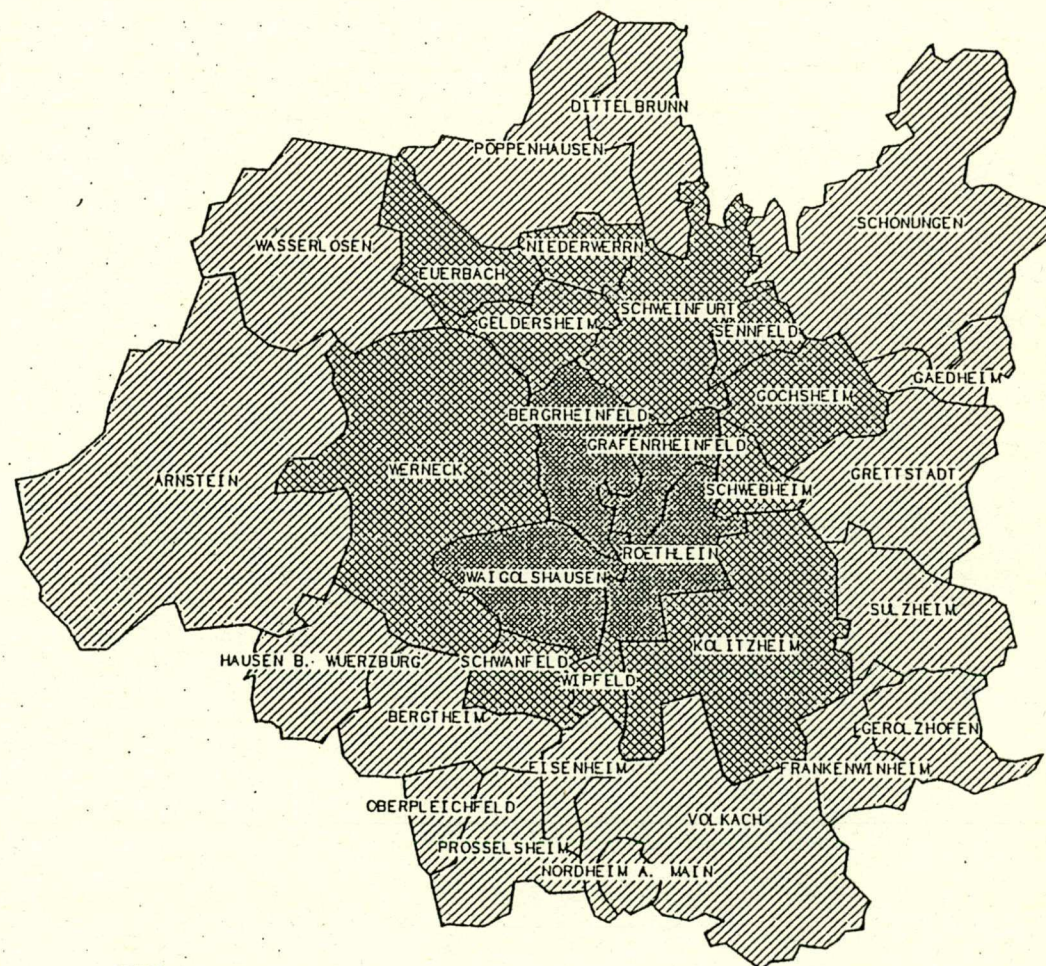 DITTELBRUNN
PÖPPENHAUSEN
SCHONUNGEN
WASSERLOSEN
NIEDERWERRN
EUERBACH
SCHWEINFURT
GELDERSHEIM
SENNFELD
GAEDHEIM
GOCHSHEIM
BERGRHEINFELD
GRAFENRHEINFELD
WERNECK
GRETTSTADT
ARNSTEIN
SCHWEBHEIM
ROETHLEIN
WAIGOLSHAUSEN
SULZHEIM
KOLITZHEIM
HAUSEN B. WUERZBURG
SCHWANFELD
WIPFELD
BERGTHEIM
GEROLZHOFEN
EISENHEIM
FRANKENWINHEIM
OBERPLEICHFELD
VOLKACH
PROSSELSHEIM
NORDHEIM A. MAIN